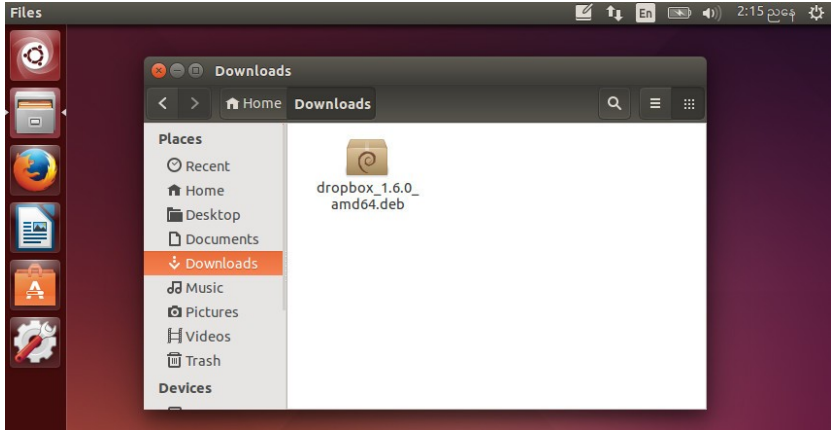 Files
En
2:15 ညနေ
Downloads
Home Downloads
Places
Recent
Home
Desktop
Documents
Downloads
Music
Pictures
Videos
Trash
Devices
dropbox_1.6.0_
amd64.deb